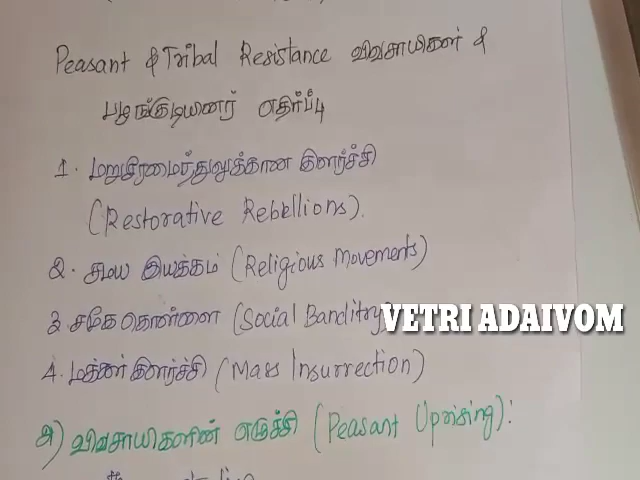 Peasant & Tribal Resistance விவசாயிகள் &
பழங்குடியினர் எதிர்ப்பு
1. மறுசீரமைத்துலுக்கான கிளர்ச்சி
(Restorative Rebellions).
2. சமய இயக்கம் (Religious Movements)
3. சமூக கொள்ளை (Social Banditry)
VETRI ADAIVOM
4. மக்கள் கிளர்ச்சி (Mass Insurrection)
அ) விவசாயிகளின் எழுச்சி (Peasant Uprising):